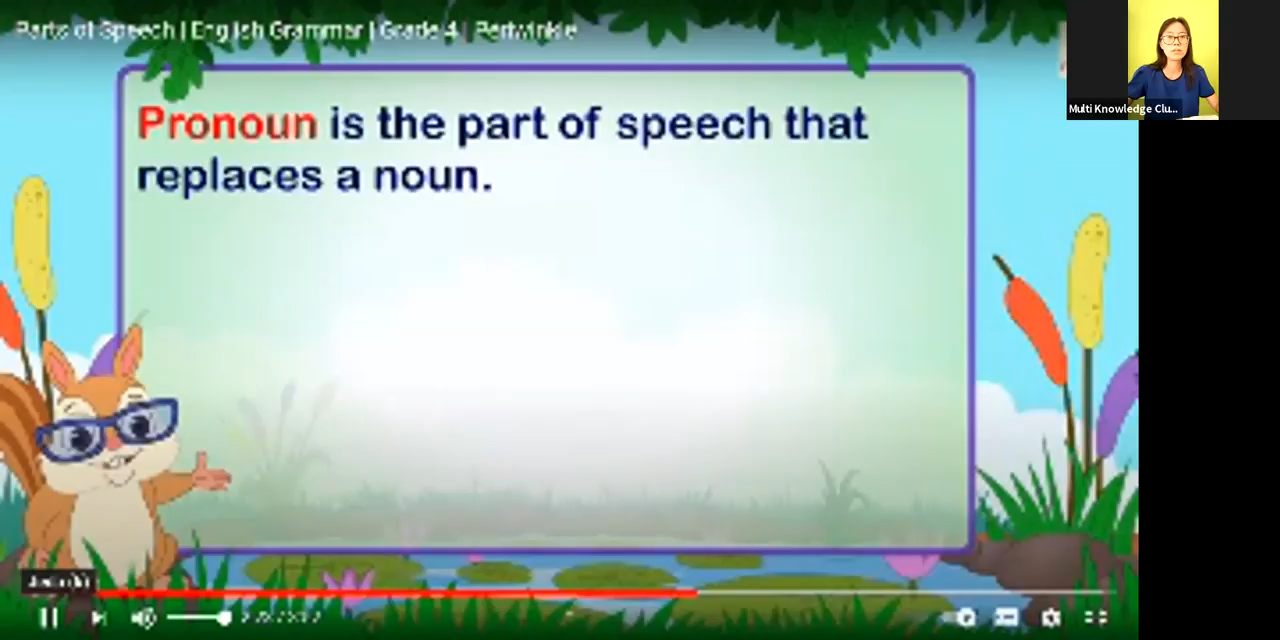 Parts of Speech | English Grammar | Grade 4 | Periwinkle
Multi Knowledge Clu...
Pronoun is the part of speech that
replaces a noun.